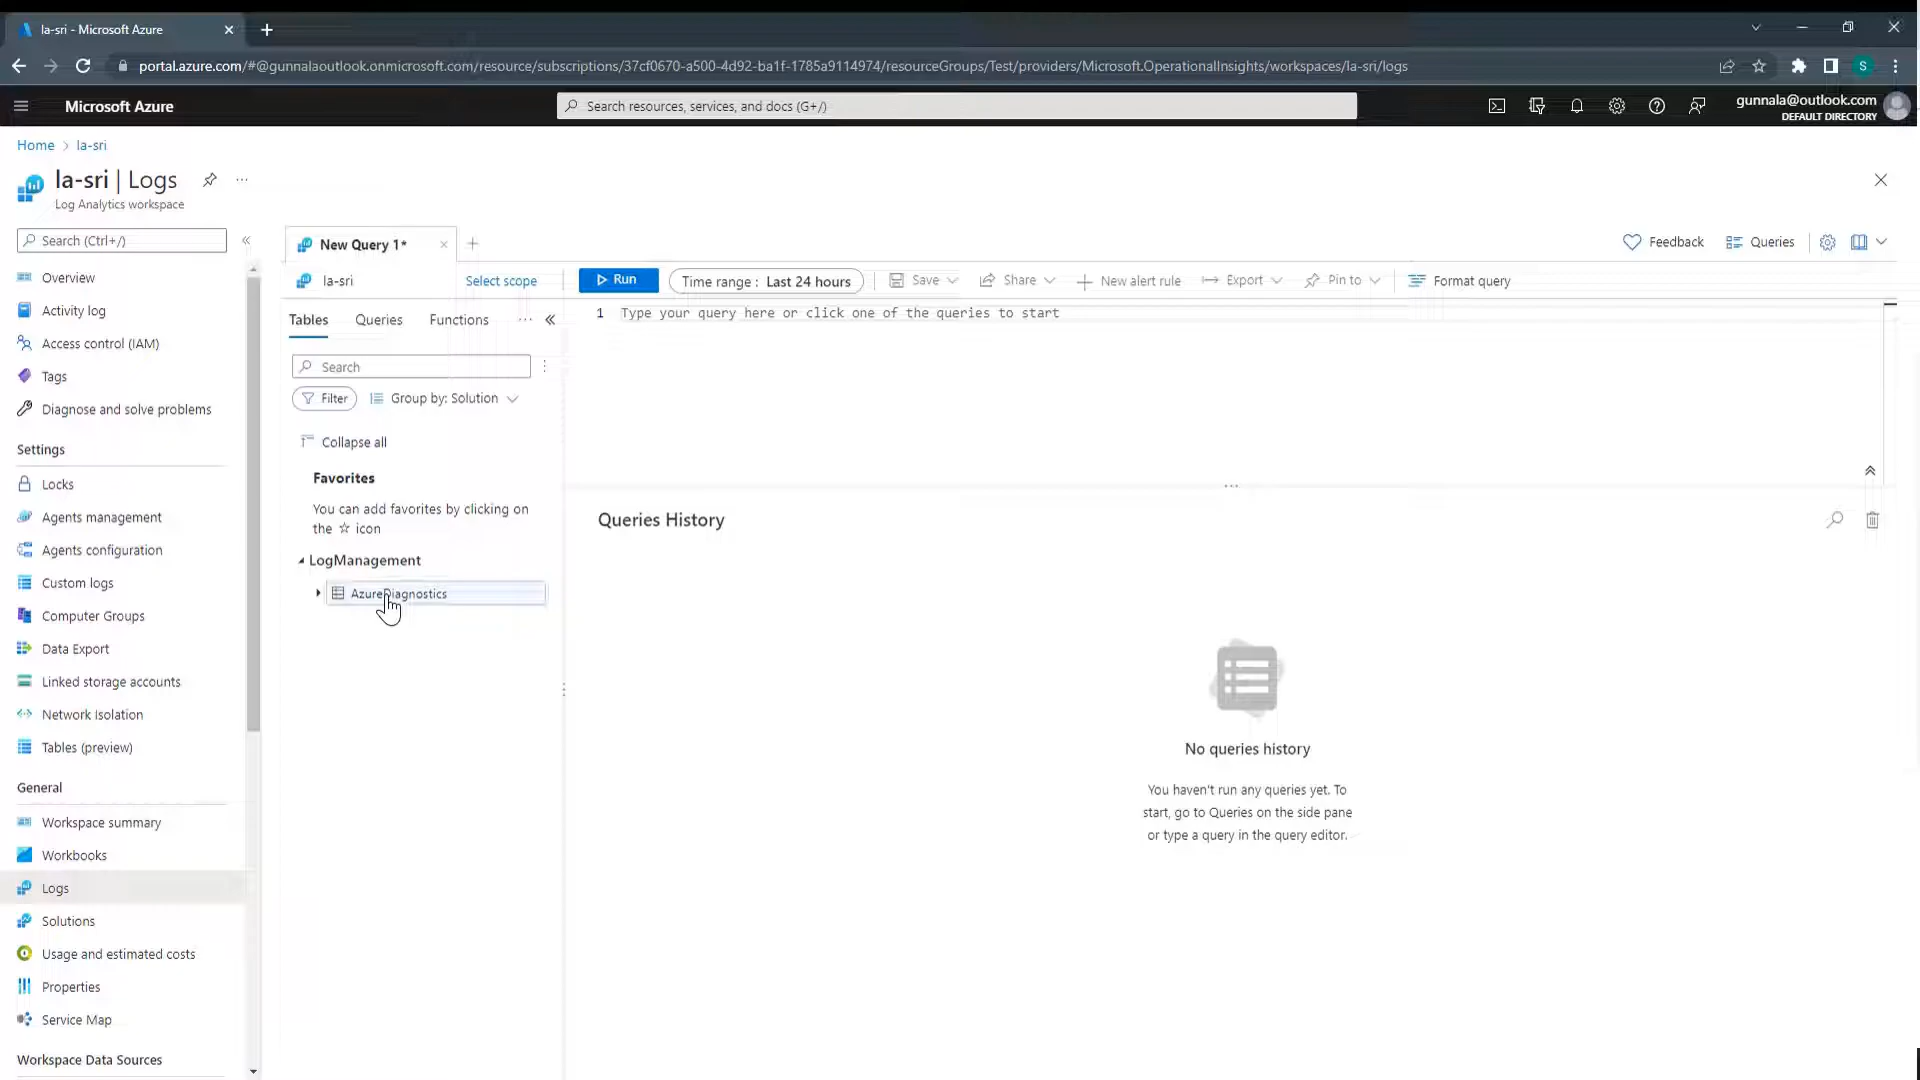 la-sri - Microsoft Azure
portal.azure.com/#@gunnalaoutlook.onmicrosoft.com/resource/subscriptions/37cf0670-a500-4d92-ba1f-1785a9114974/resourceGroups/Test/providers/Microsoft.OperationalInsights/workspaces/la-sri/logs
S
Microsoft Azure
Search resources, services, and docs (G+/)
gunnala@outlook.com
DEFAULT DIRECTORY
Home > la-sri
la-sri | Logs
Log Analytics workspace
Search (Ctrl+/)
Overview
Activity log
Access control (IAM)
Tags
Diagnose and solve problems
Settings
Locks
Agents management
Agents configuration
Custom logs
Computer Groups
Data Export
Linked storage accounts
Network Isolation
Tables (preview)
General
Workspace summary
Workbooks
Logs
Solutions
Usage and estimated costs
Properties
Service Map
Workspace Data Sources
New Query 1*
Feedback
Queries
la-sri
Select scope
Run
Time range : Last 24 hours
Save
Share
New alert rule
Export
Pin to
Format query
Tables
Queries
Functions
Search
Filter
Group by: Solution
Collapse all
Favorites
You can add favorites by clicking on
the ☆ icon
LogManagement
AzureDiagnostics
1 Type your query here or click one of the queries to start
Queries History
No queries history
You haven't run any queries yet. To
start, go to Queries on the side pane
or type a query in the query editor.